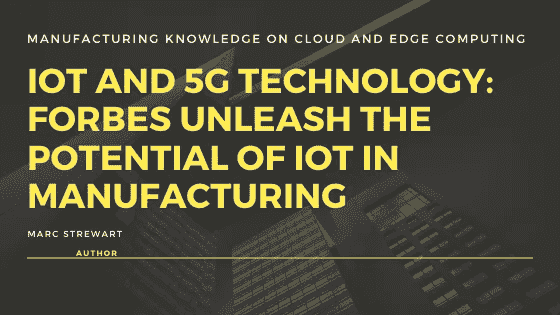 MANUFACTURING KNOWLEDGE ON CLOUD AND EDGE COMPUTING
IOT AND 5G TECHNOLOGY:
FORBES UNLEASH THE
POTENTIAL OF IOT IN
MANUFACTURING
MARC STREWART
AUTHOR